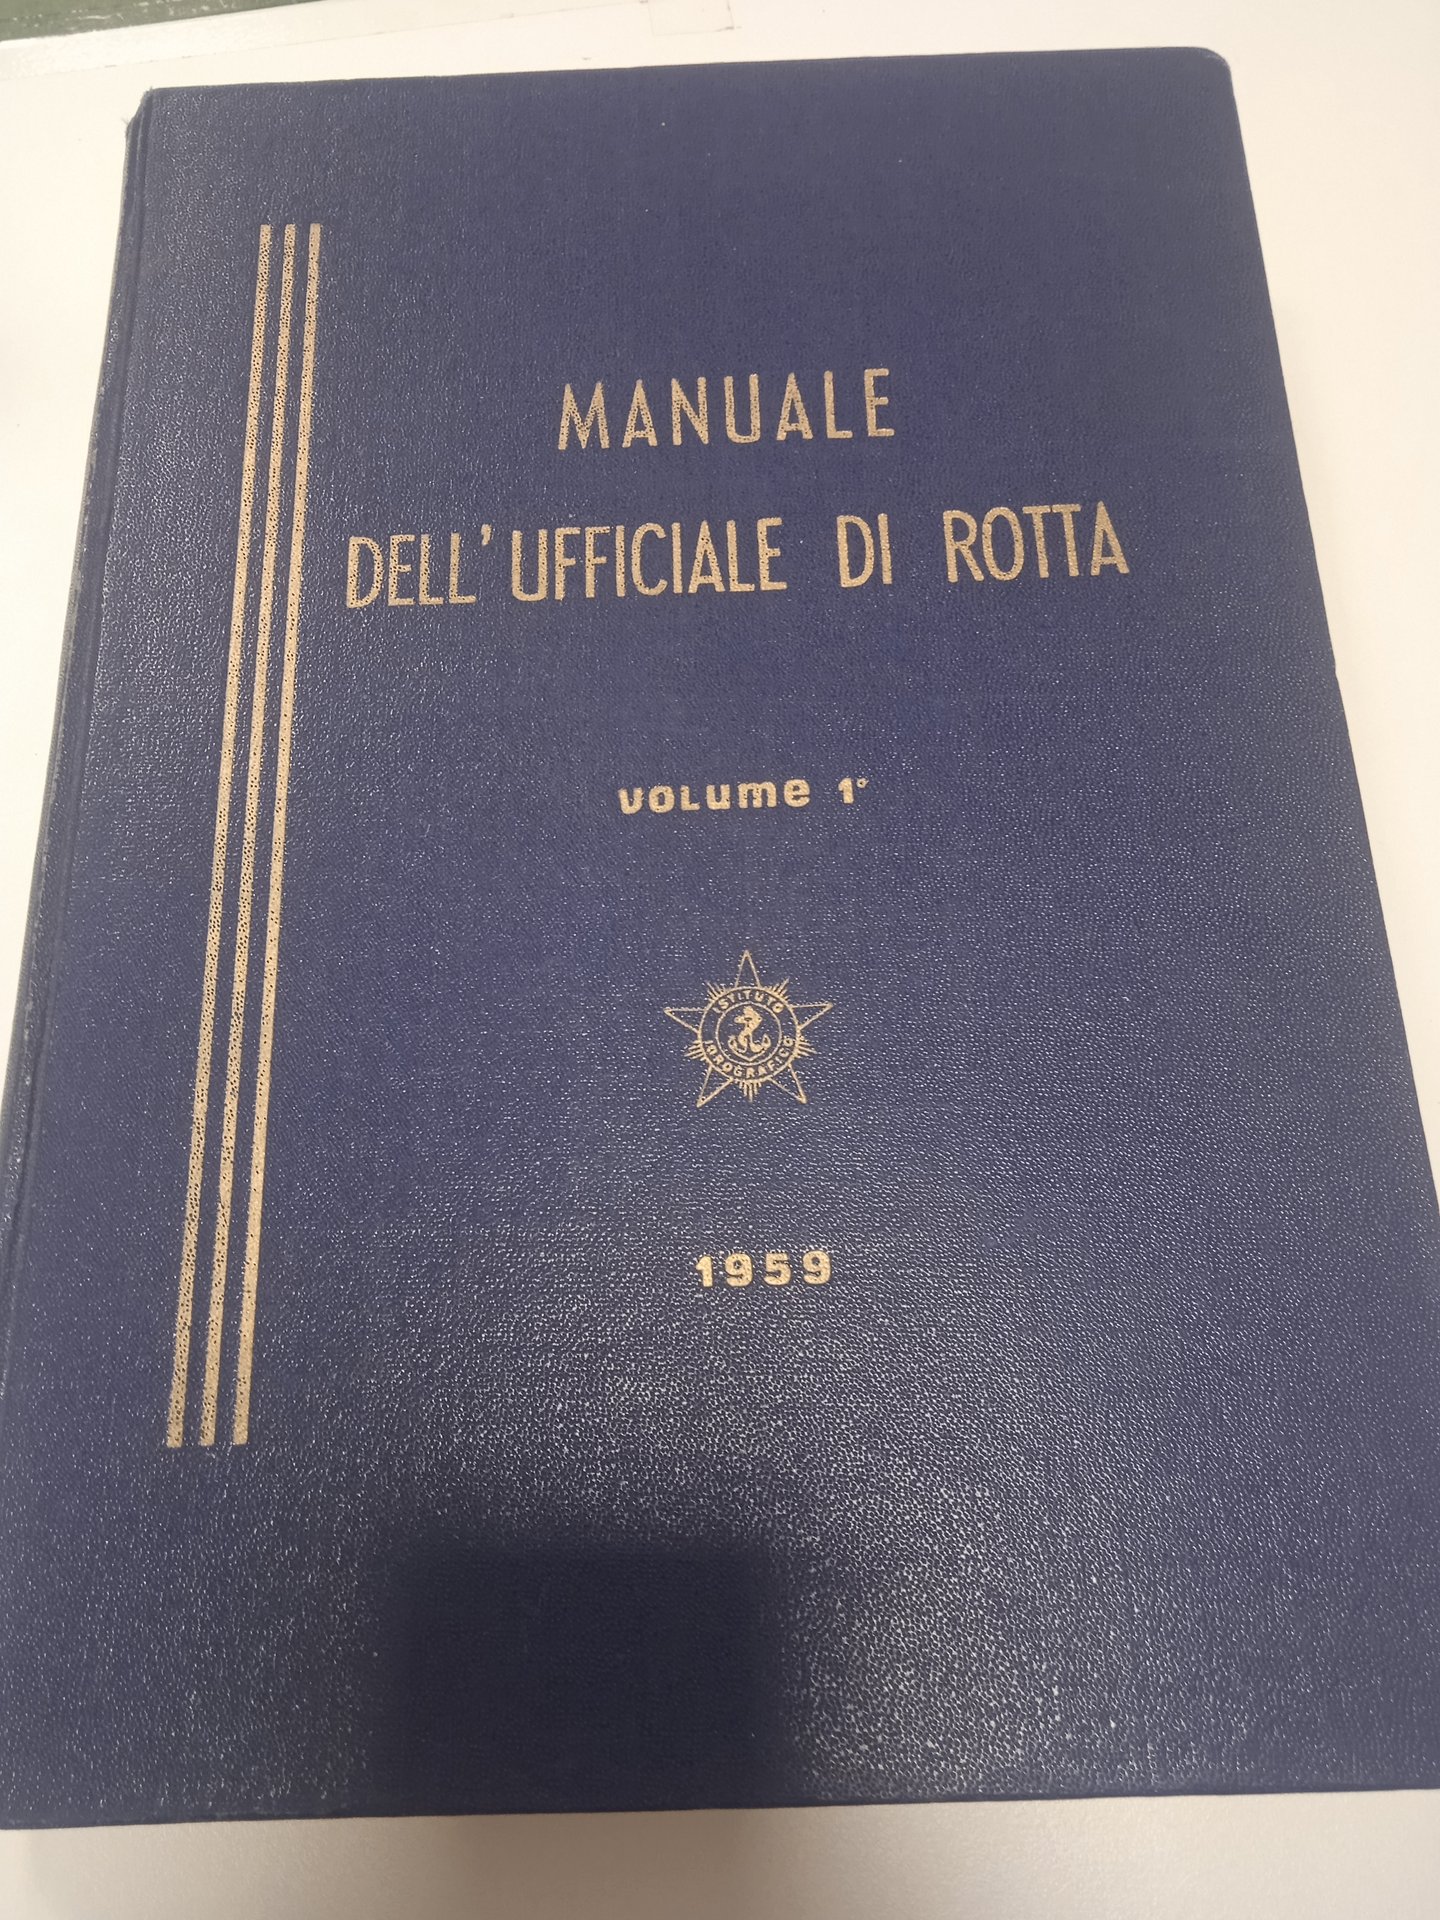 MANUALE
DELL'UFFICIALE DI ROTTA
VOLUME 1°
ISTITUTO
IDROGRAFICO
1959